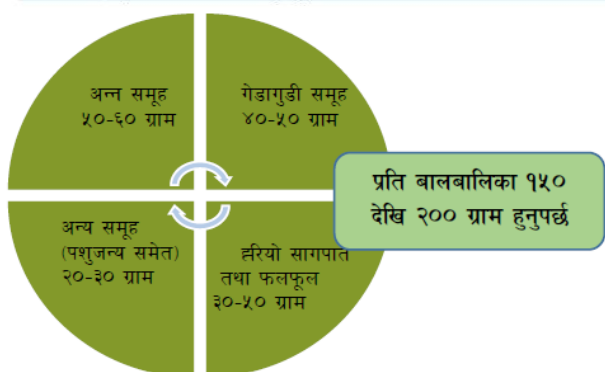 अन्न समूह
५०-६० ग्राम
गेडागुडी समूह
४०-५० ग्राम
प्रति बालबालिका १५०
देखि २०० ग्राम हुनुपर्छ
अन्य समूह
(पशुजन्य समेत)
२०-३० ग्राम
हरियो सागपात
तथा फलफूल
३०-५० ग्राम